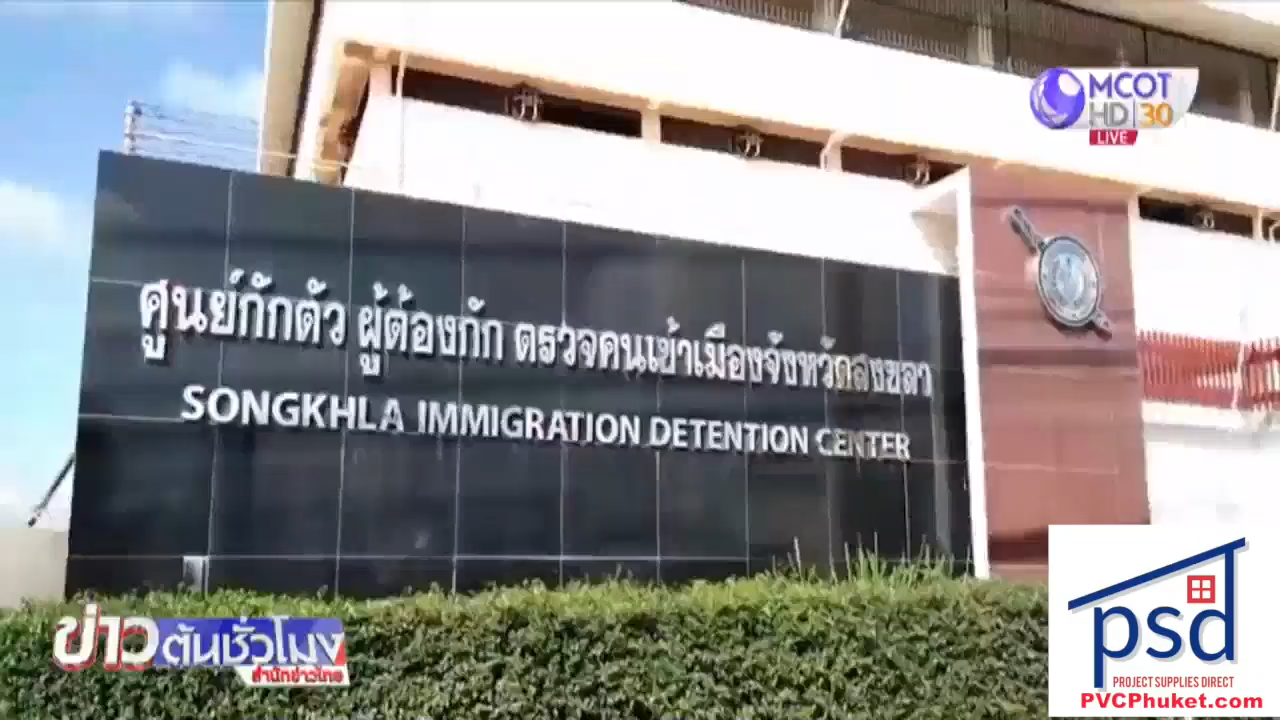 MCOT
HD 30
LIVE
ศูนย์กักตัว ผู้ต้องกัก ตรวจคนเข้าเมืองจังหวัดสงขลา
SONGKHLA IMMIGRATION DETENTION CENTER
ข่าวต้นชั่วโมง
สำนักข่าวไทย
psd
PROJECT SUPPLIES DIRECT
PVCPhuket.com